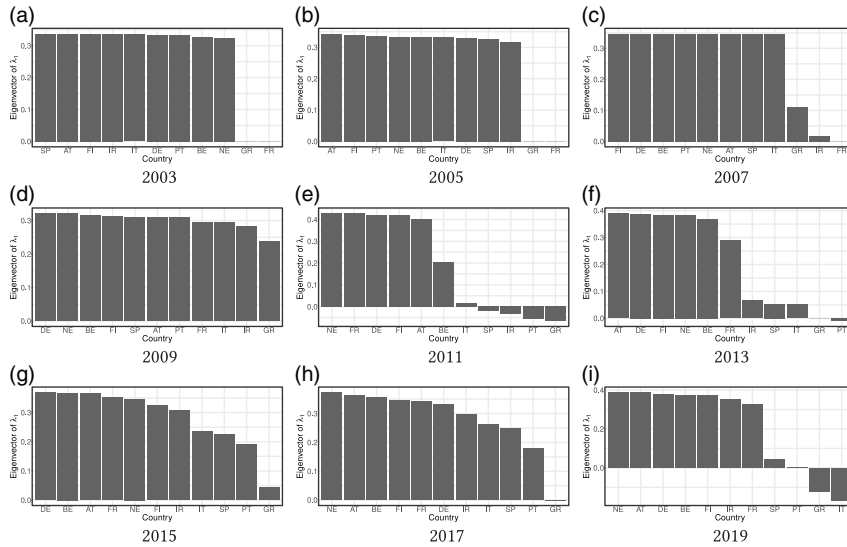 (a)
Eigenvector of λ1
0.3
0.2
0.1
0.0
SP AT FI IR IT DE PT BE NE GR FR
Country
2003
(b)
Eigenvector of λ1
0.3
0.2
0.1
0.0
AT FI PT NE BE IT DE SP IR GR FR
Country
2005
(c)
Eigenvector of λ1
0.3
0.2
0.1
0.0
FI DE BE PT NE AT SP IT GR IR FR
Country
2007
(d)
Eigenvector of λ1
0.3
0.2
0.1
0.0
DE NE BE FI SP AT PT FR IT IR GR
Country
2009
(e)
Eigenvector of λ1
0.4
0.3
0.2
0.1
0.0
NE FR DE FI AT BE IT SP IR PT GR
Country
2011
(f)
Eigenvector of λ1
0.4
0.3
0.2
0.1
0.0
AT DE FI NE BE FR IR SP IT GR PT
Country
2013
(g)
Eigenvector of λ1
0.3
0.2
0.1
0.0
DE BE AT FR NE FI IR IT SP PT GR
Country
2015
(h)
Eigenvector of λ1
0.3
0.2
0.1
0.0
NE AT BE FI FR DE IR IT SP PT GR
Country
2017
(i)
Eigenvector of λ1
0.4
0.2
0.0
NE AT DE BE FI IR FR SP PT GR IT
Country
2019